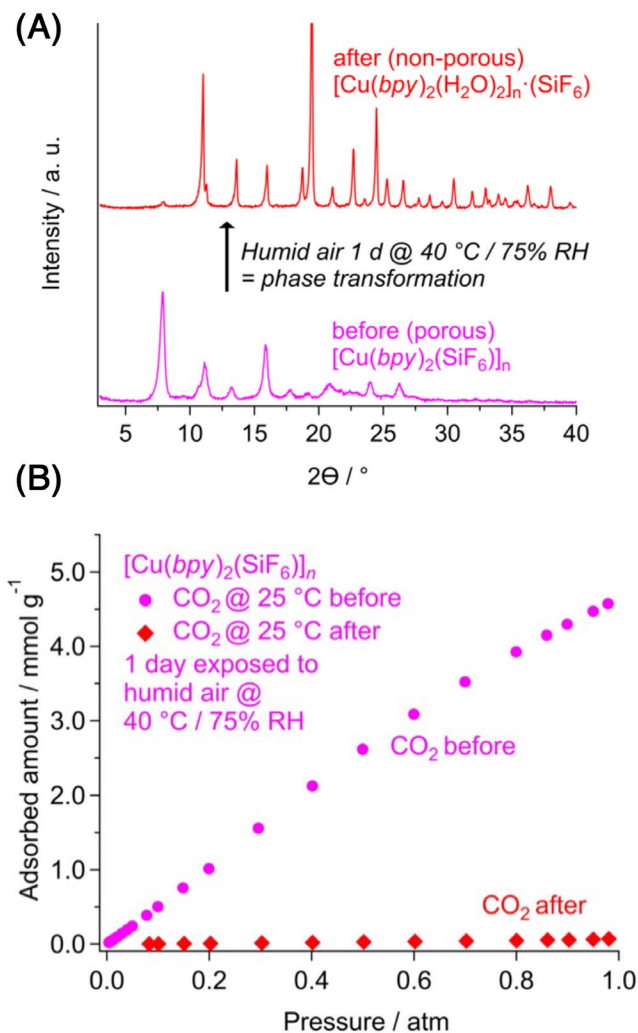 (A)
after (non-porous)
[Cu(bpy)₂(H₂O)₂]ₙ·(SiF₆)
Intensity / a. u.
Humid air 1 d @ 40 °C / 75% RH
= phase transformation
before (porous)
[Cu(bpy)₂(SiF₆)]ₙ
5 10 15 20 25 30 35 40
2Θ / °
(B)
Adsorbed amount / mmol g⁻¹
5.0
4.0
3.0
2.0
1.0
0.0
[Cu(bpy)₂(SiF₆)]ₙ
CO₂ @ 25 °C before
CO₂ @ 25 °C after
1 day exposed to
humid air @
40 °C / 75% RH
CO₂ before
CO₂ after
0.0 0.2 0.4 0.6 0.8 1.0
Pressure / atm